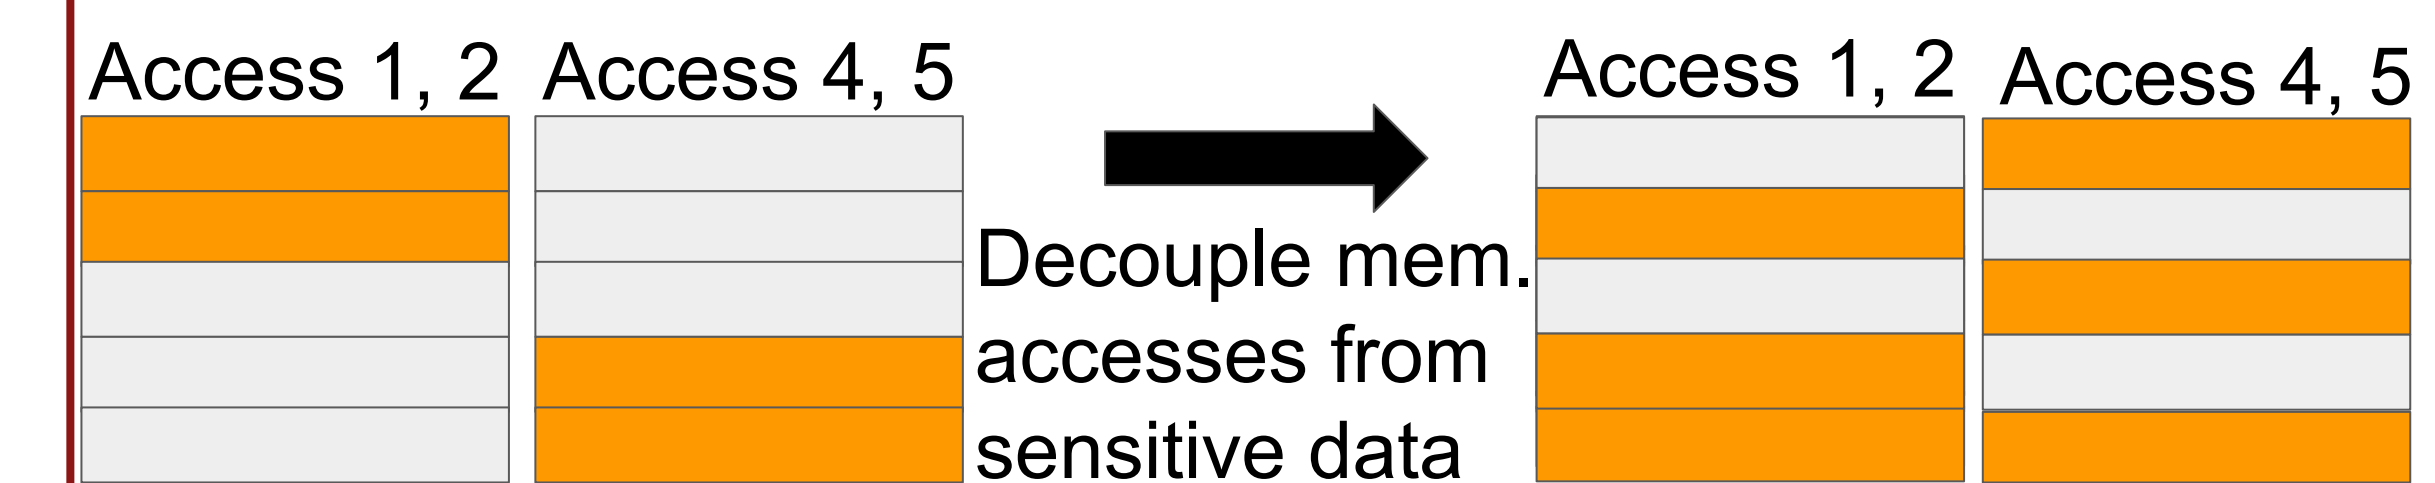 Access 1, 2
Access 4, 5
Decouple mem.
accesses from
sensitive data
Access 1, 2
Access 4, 5